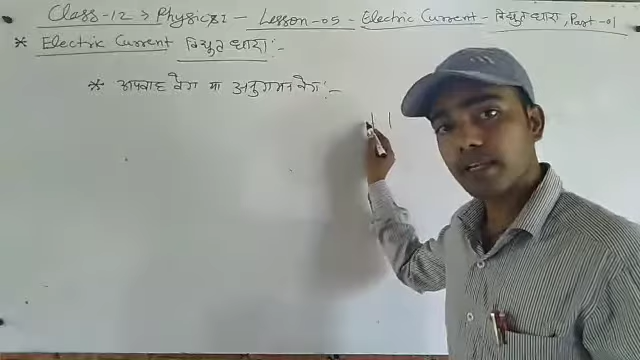 Class-12 → Physics - Lesson-05 - Electric Current - विद्युत धारा, Part-01
* Electric Current विद्युत धारा :-
* अपवाह वेग या अनुगमन वेग :-